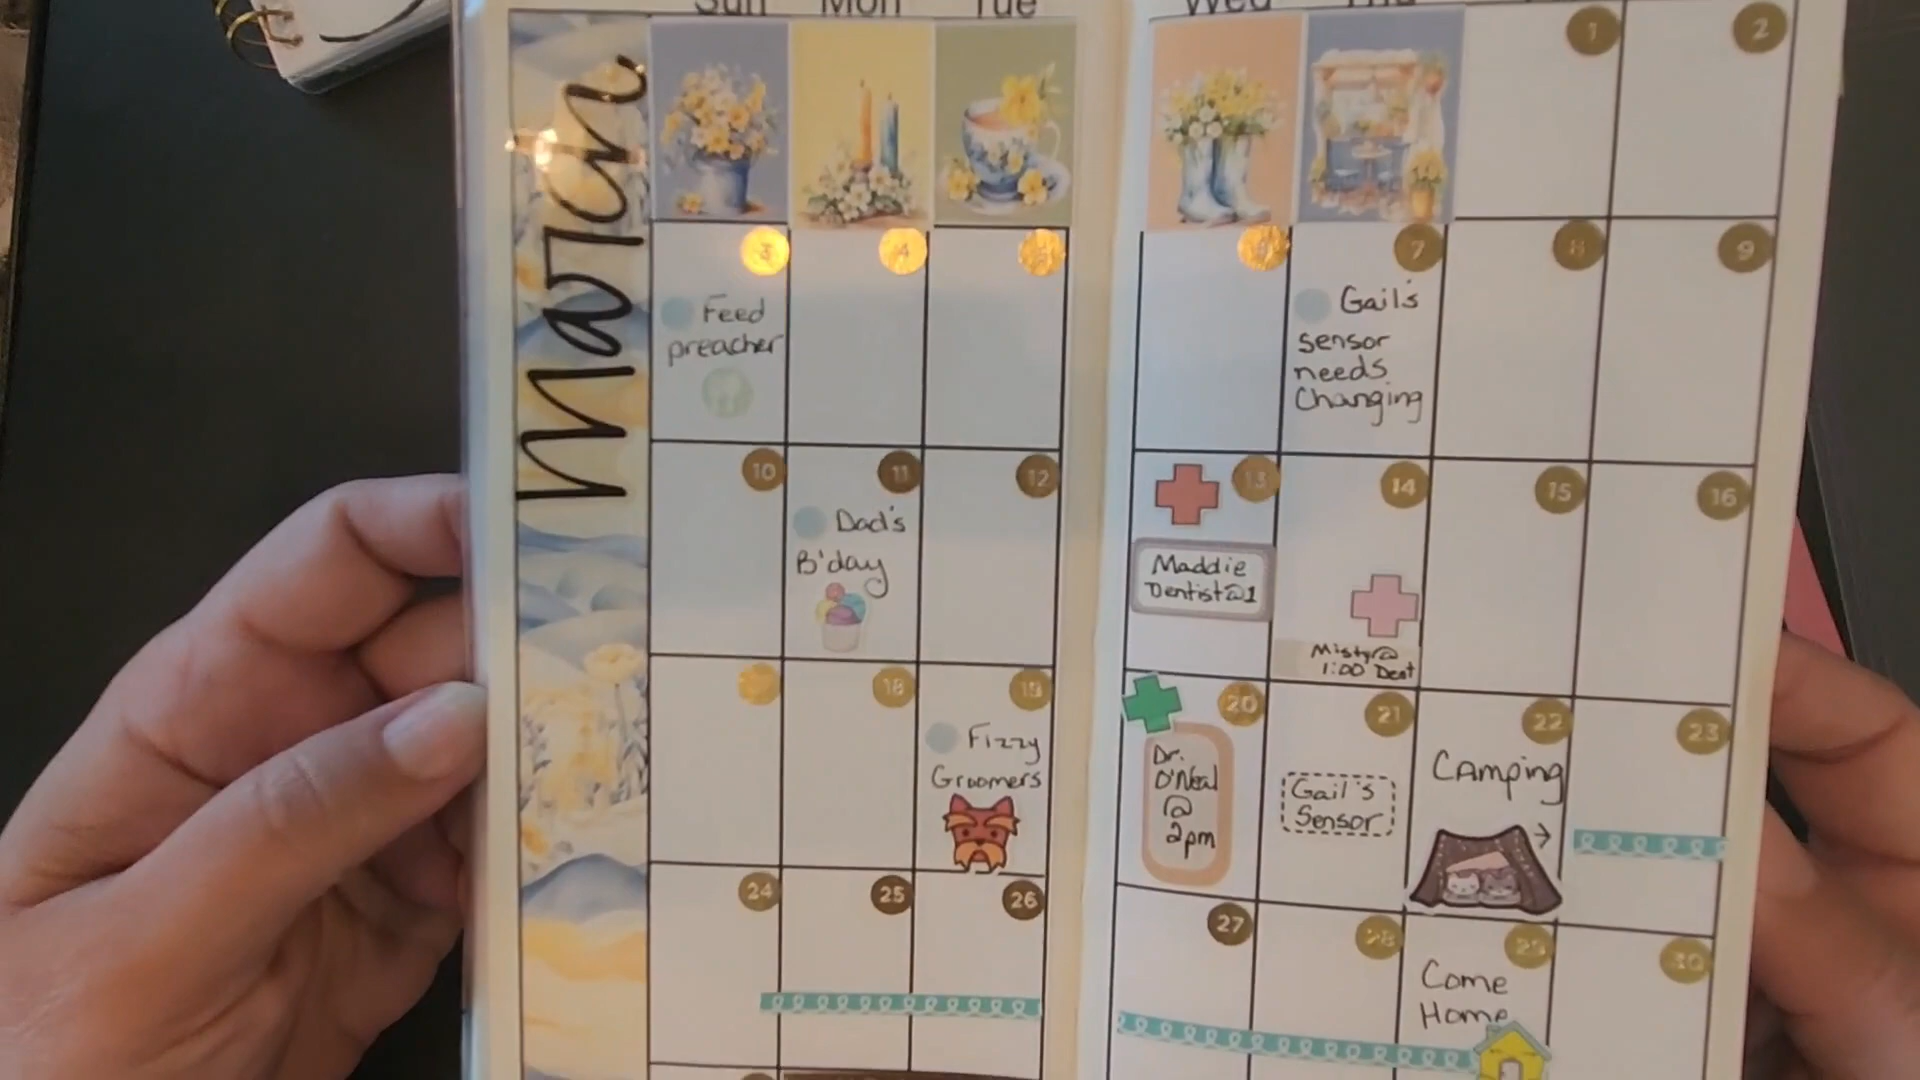 Sun Mon Tue Wed Thu
March
1
2
3
4
5
6
7
8
9
Feed
preacher
Gail's
sensor
needs
Changing
10
11
12
13
14
15
16
Dad's
B'day
Maddie
Dentist@1
Misty@
1:00 Dent
18
19
20
21
22
23
Fizzy
Groomers
Dr.
O'Neal
@
2pm
Gail's
Sensor
Camping
→
24
25
26
27
28
29
30
Come
Home